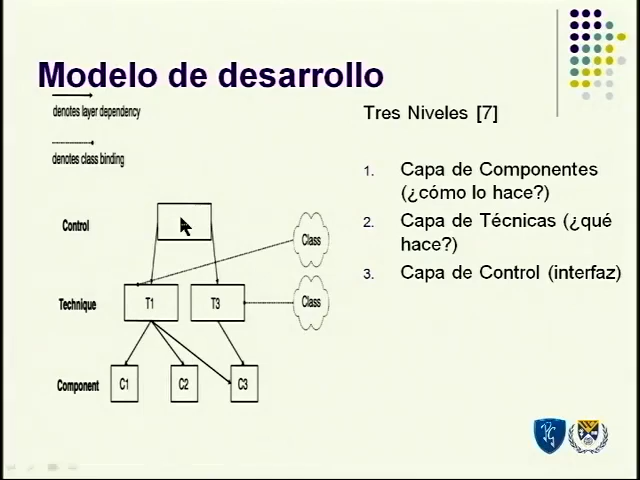 Modelo de desarrollo
denotes layer dependency
denotes class binding
Control
Class
Technique
T1
T3
Class
Component
C1
C2
C3
Tres Niveles [7]
1. Capa de Componentes
(¿cómo lo hace?)
2. Capa de Técnicas (¿qué
hace?)
3. Capa de Control (interfaz)